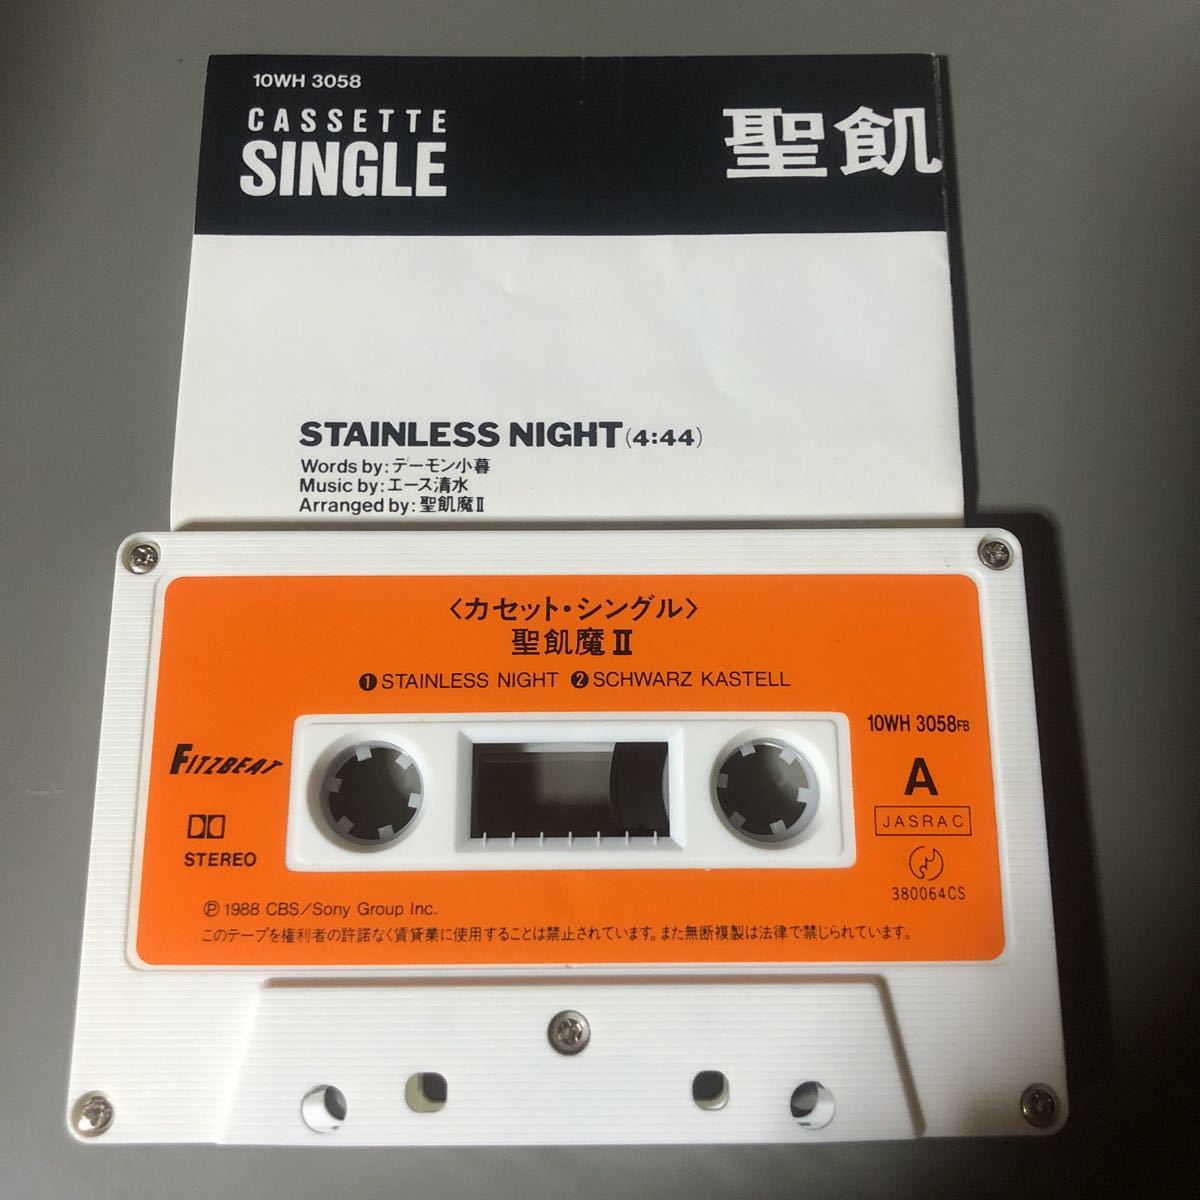 10WH 3058
CASSETTE
SINGLE
聖飢
STAINLESS NIGHT(4:44)
Words by:デーモン小暮
Music by:エース清水
Arranged by:聖飢魔II
〈カセット・シングル〉
聖飢魔II
❶STAINLESS NIGHT ❷SCHWARZ KASTELL
10WH 3058FB
FITZBEAT
A
JASRAC
STEREO
380064CS
Ⓟ1988 CBS/Sony Group Inc.
このテープを権利者の許諾なく賃貸業に使用することは禁止されています。また無断複製は法律で禁じられています。